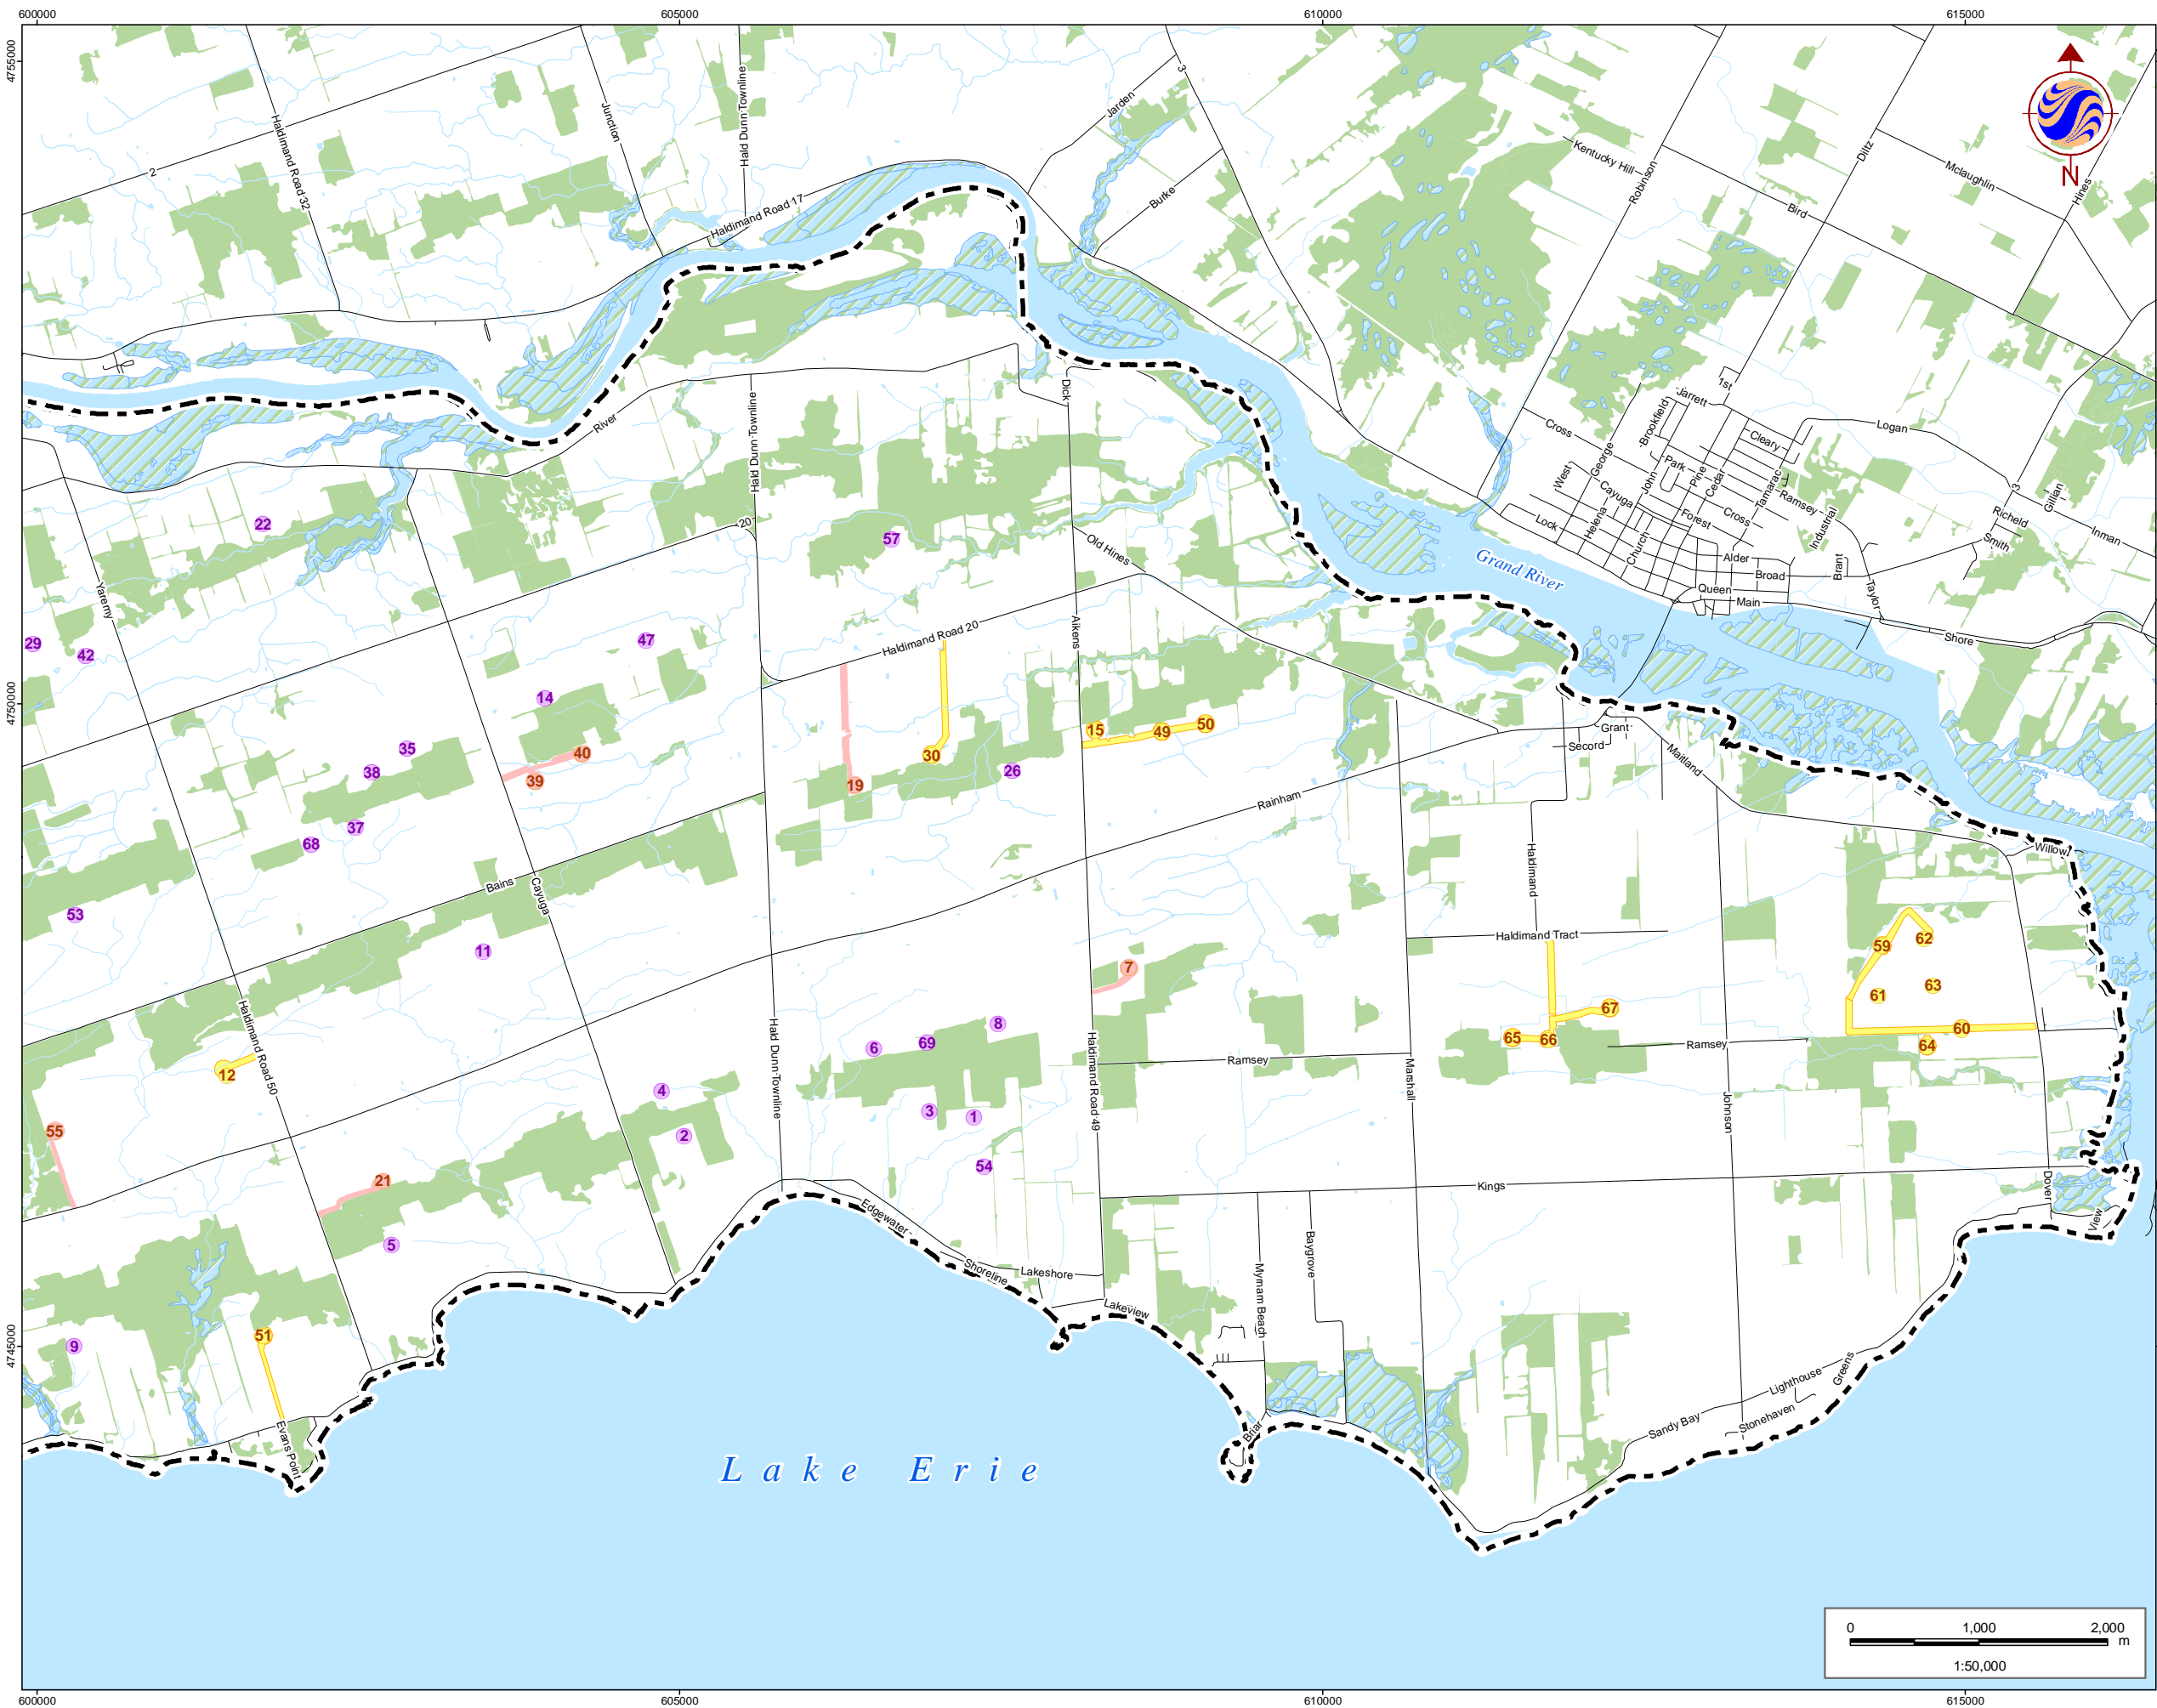 600000
605000
610000
615000
4755000
Haldimand Road 32
Junction
Hald Dunn Townline
3
Jarden
2
Haldimand Road 17
Burke
Kentucky Hill
Robinson
Diltz
Mclaughlin
Hines
Bird
N
River
Dick
Hald Dunn Townline
1st
Jarrett
Brookfield
Cross
George
Cleary
Logan
West
Park
John
Pine
Cedar
Tamarac
Cayuga
Ramsey
3
Gillian
Richeld
Lock
Helena
Forest
Cross
Industrial
Smith
Inman
Church
Alder
Broad
Brant
Taylor
Queen
Main
Shore
Grand River
22
20
57
Old Hines
Yaremy
29
42
47
Haldimand Road 20
Aikens
4750000
14
35
38
40
39
30
19
26
15
49
50
Grant
Secord
Maitland
37
68
Rainham
Haldimand
Willow
Bains
Cayuga
53
11
7
Haldimand Tract
59
62
61
63
60
64
67
65
66
Ramsey
Haldimand Road 50
Hald Dunn Townline
8
69
6
Haldimand Road 49
Ramsey
Marshall
Johnson
12
4
3
1
2
55
54
21
5
Kings
Dover
View
Edgewater
Shoreline
Lakeshore
Lakeview
Mymam Beach
Baygrove
4745000
9
51
Evans Point
Briar
Sandy Bay
Lighthouse
Stonehaven
Greens
Lake Erie
0 1,000 2,000
m
1:50,000
600000
605000
610000
615000